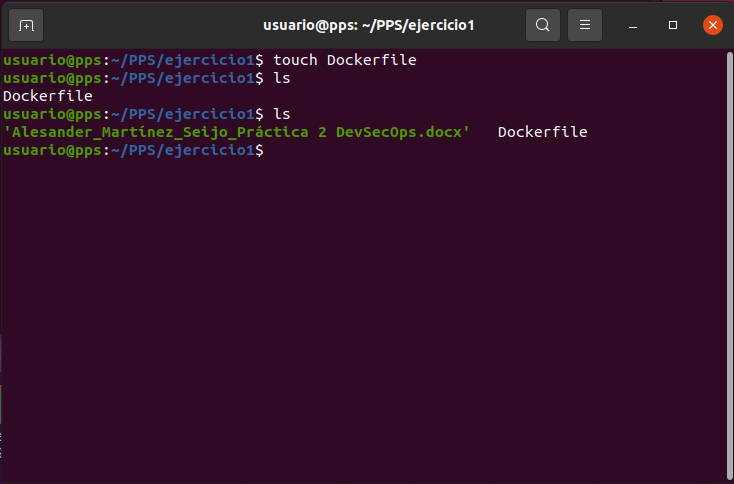 usuario@pps: ~/PPS/ejercicio1
usuario@pps:~/PPS/ejercicio1$ touch Dockerfile
usuario@pps:~/PPS/ejercicio1$ ls
Dockerfile
usuario@pps:~/PPS/ejercicio1$ ls
'Alesander_Martínez_Seijo_Práctica 2 DevSecOps.docx'   Dockerfile
usuario@pps:~/PPS/ejercicio1$